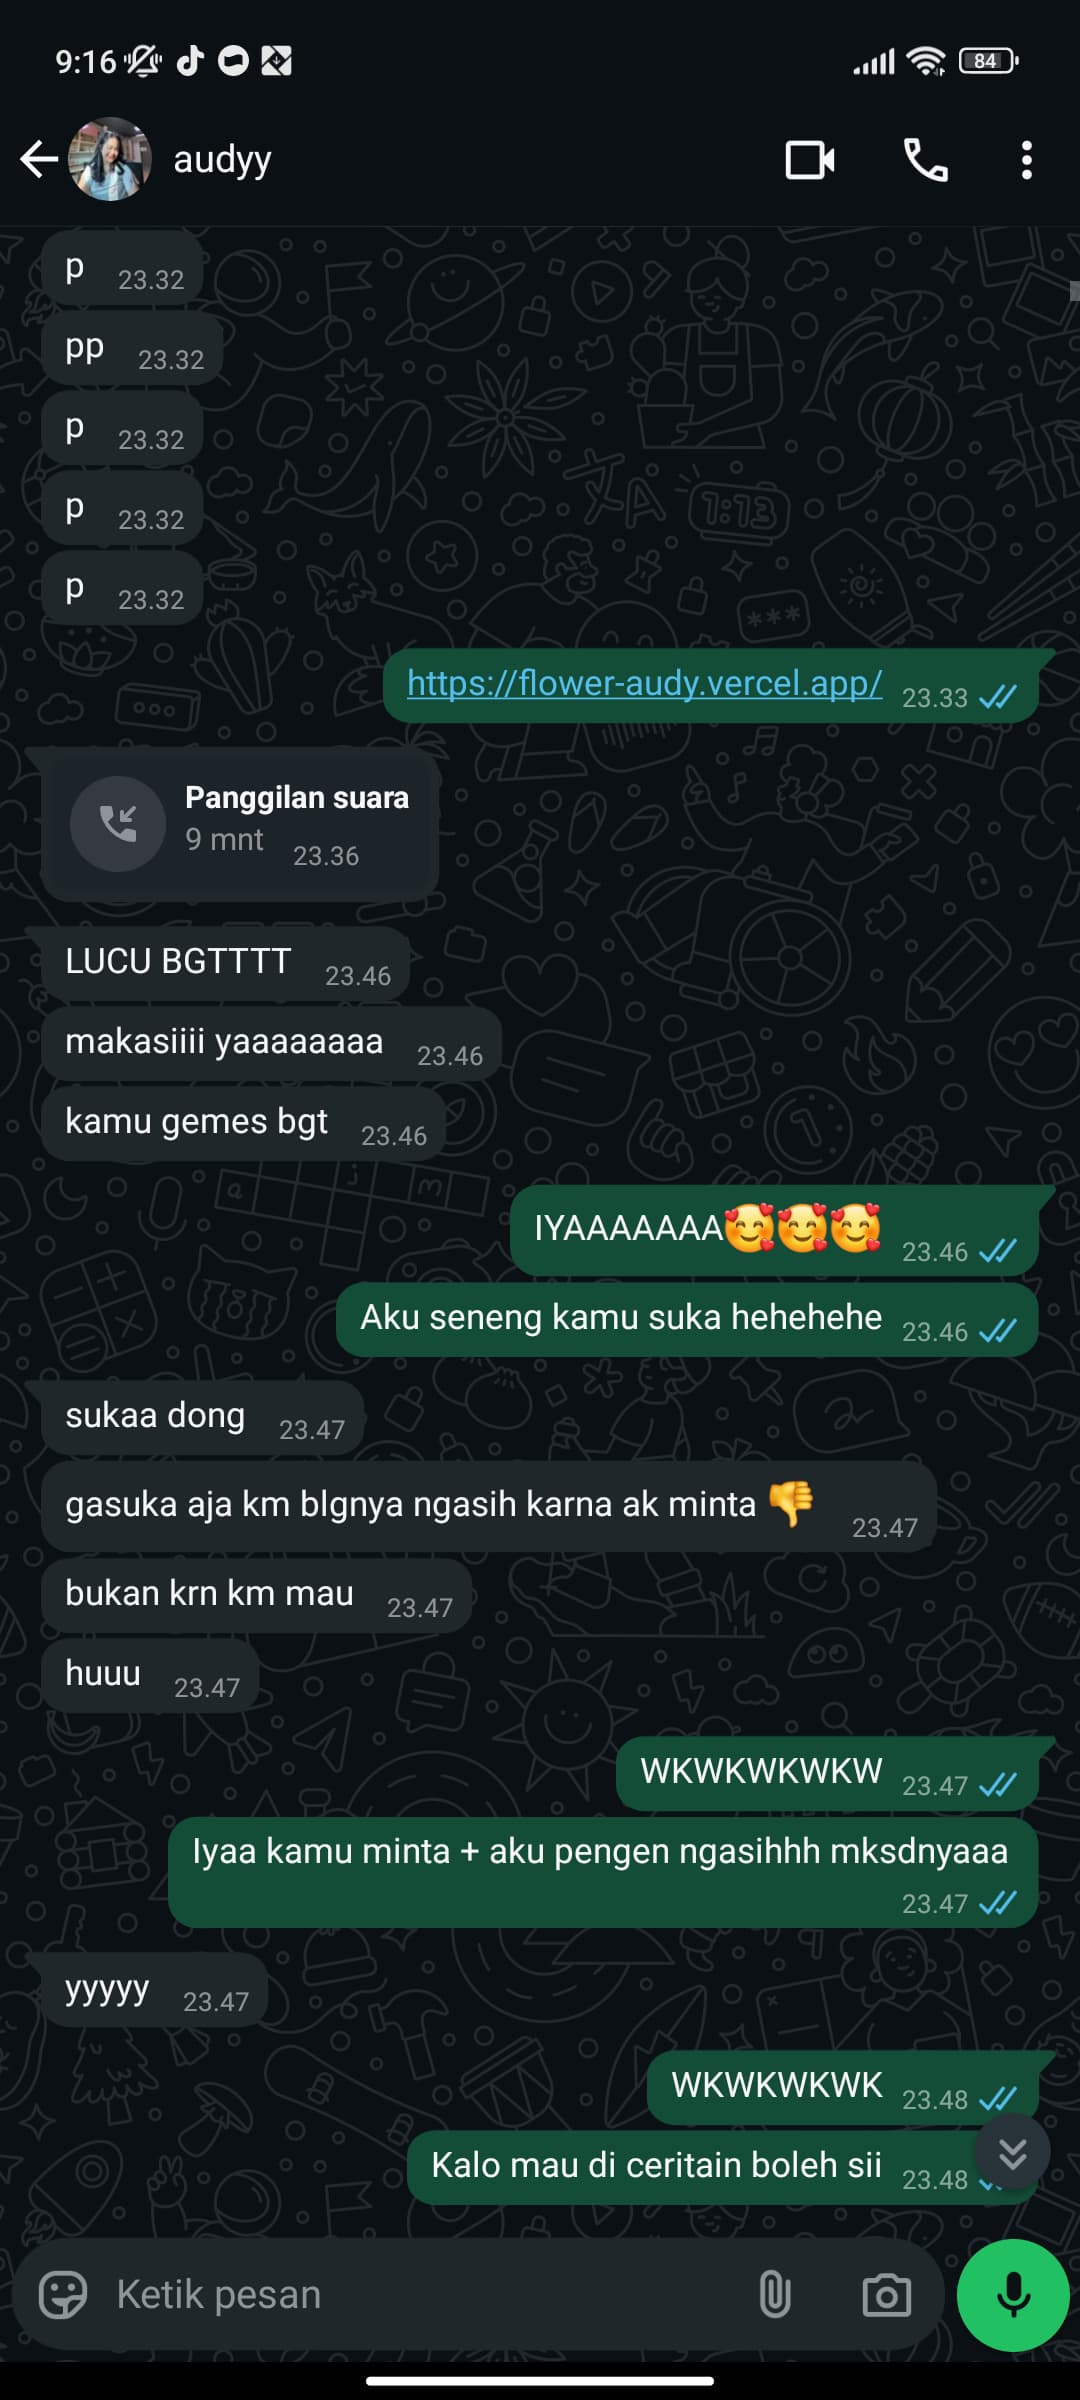 9:16
84
audyy
p 23.32
pp 23.32
p 23.32
p 23.32
p 23.32
https://flower-audy.vercel.app/ 23.33
Panggilan suara
9 mnt 23.36
LUCU BGTTTT 23.46
makasiiii yaaaaaaaa 23.46
kamu gemes bgt 23.46
IYAAAAAAA🥰🥰🥰 23.46
Aku seneng kamu suka hehehehe 23.46
sukaa dong 23.47
gasuka aja km blgnya ngasih karna ak minta 👎 23.47
bukan krn km mau 23.47
huuu 23.47
WKWKWKWKW 23.47
Iyaa kamu minta + aku pengen ngasihhh mksdnyaaa
23.47
yyyyy 23.47
WKWKWKWK 23.48
Kalo mau di ceritain boleh sii 23.48
Ketik pesan